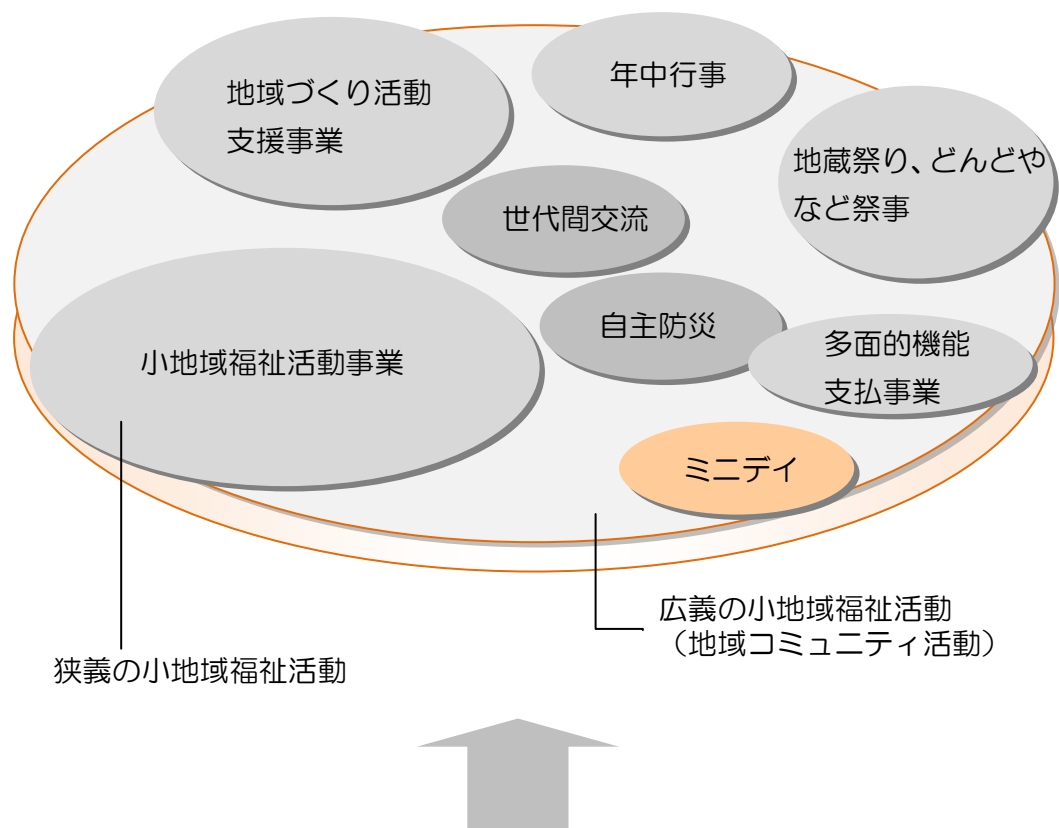 地域づくり活動
支援事業
年中行事
地蔵祭り、どんどや
など祭事
世代間交流
自主防災
小地域福祉活動事業
多面的機能
支払事業
ミニデイ
広義の小地域福祉活動
（地域コミュニティ活動）
狭義の小地域福祉活動